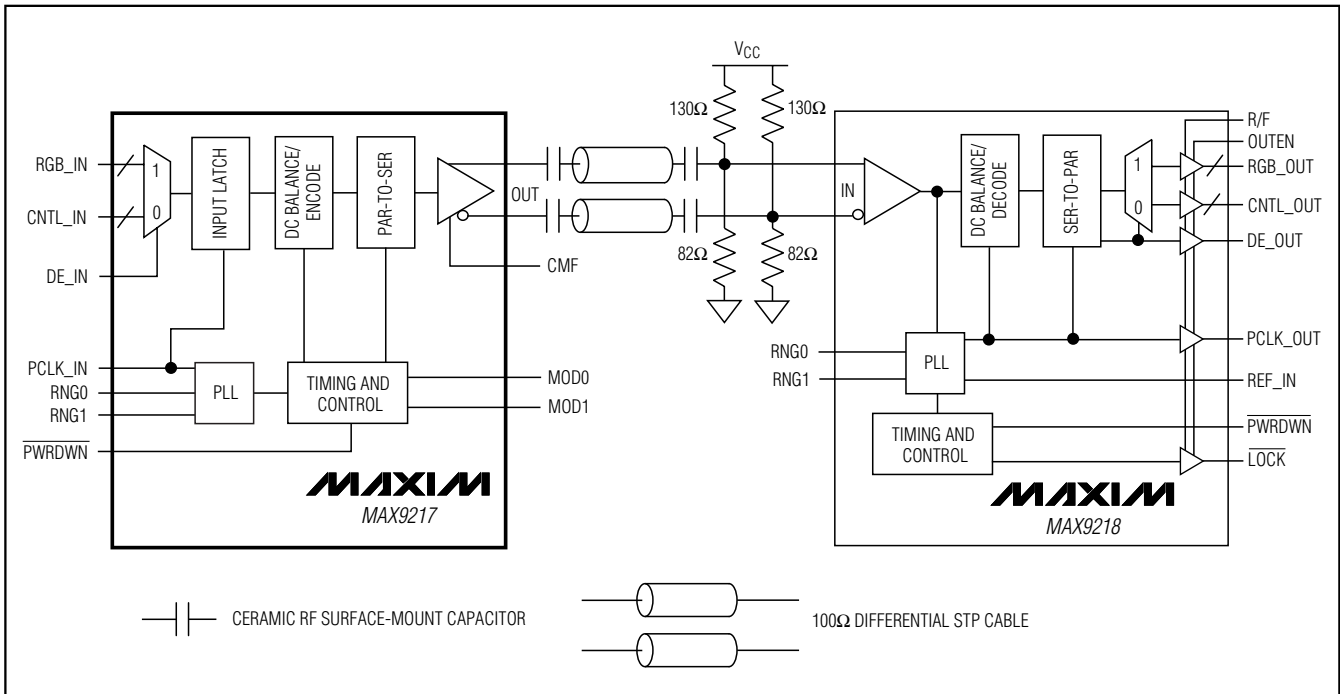 VCC
130Ω
130Ω
82Ω
82Ω
RGB_IN
CNTL_IN
DE_IN
PCLK_IN
RNG0
RNG1
PWRDWN
1
0
INPUT LATCH
DC BALANCE/
ENCODE
PAR-TO-SER
PLL
TIMING AND
CONTROL
OUT
CMF
MOD0
MOD1
MAXIM
MAX9217
IN
RNG0
RNG1
DC BALANCE/
DECODE
SER-TO-PAR
1
0
PLL
TIMING AND
CONTROL
R/F
OUTEN
RGB_OUT
CNTL_OUT
DE_OUT
PCLK_OUT
REF_IN
PWRDWN
LOCK
MAXIM
MAX9218
CERAMIC RF SURFACE-MOUNT CAPACITOR
100Ω DIFFERENTIAL STP CABLE